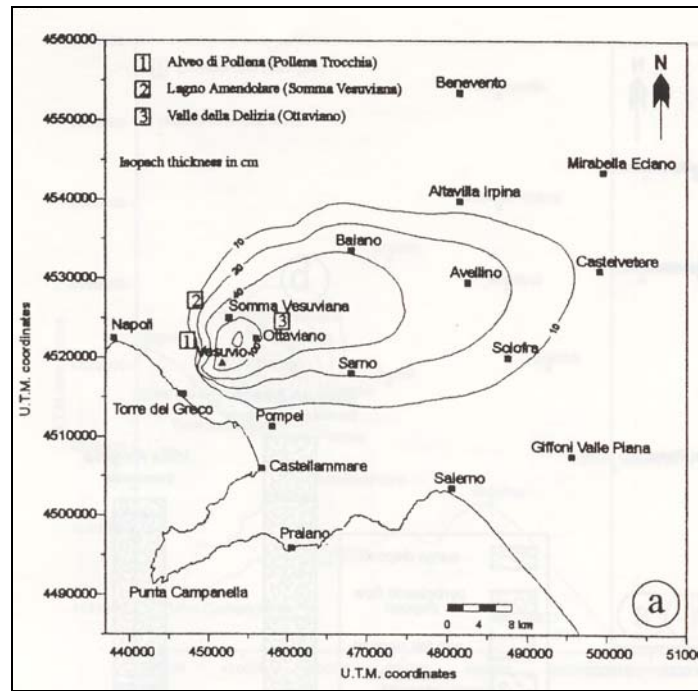 4560000
4550000
4540000
4530000
4520000
4510000
4500000
4490000
U.T.M. coordinates
1 Alveo di Pollena (Pollena Trocchia)
2 Lagno Amendolare (Somma Vesuviana)
3 Valle della Delizia (Ottaviano)
Isopach thickness in cm
N
Benevento
Mirabella Eclano
Altavilla Irpina
10
20
Baiano
Castelvetere
Avellino
2
Somma Vesuviana
3
Napoli
1
Ottaviano
Vesuvio
10
Solofra
Sarno
Torre del Greco
Pompei
Giffoni Valle Piana
Castellammare
Salerno
Praiano
Punta Campanella
0 4 8 km
a
440000 450000 460000 470000 480000 490000 500000 51000
U.T.M. coordinates